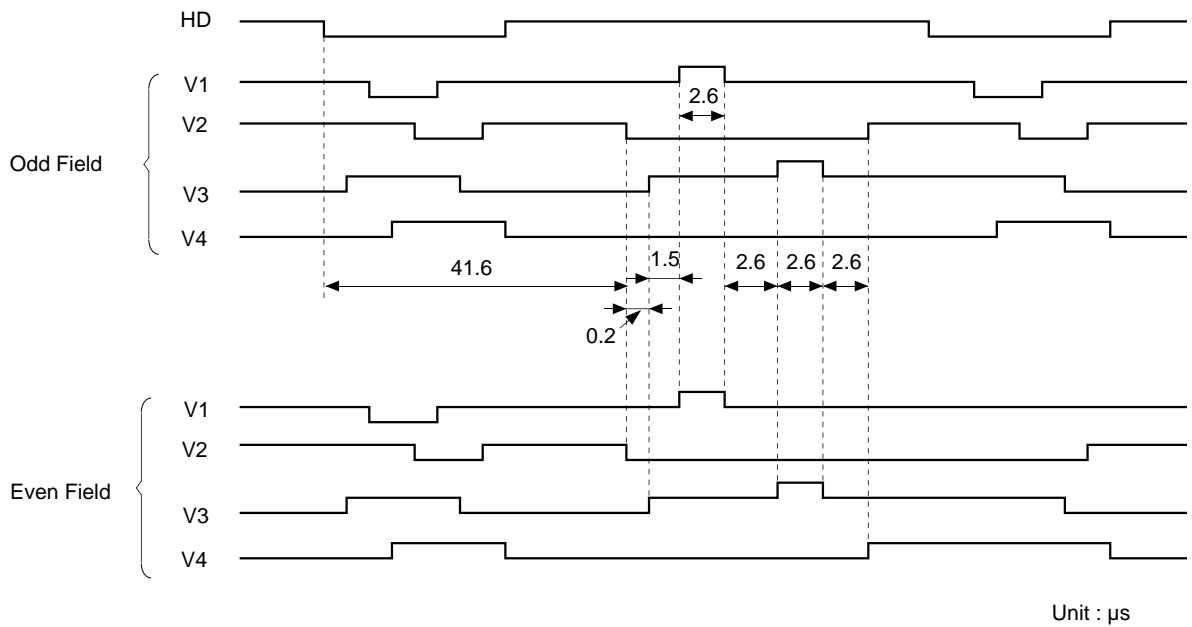 HD
V1
2.6
V2
Odd Field
V3
V4
41.6
1.5
2.6
2.6
2.6
0.2
V1
V2
Even Field
V3
V4
Unit : μs